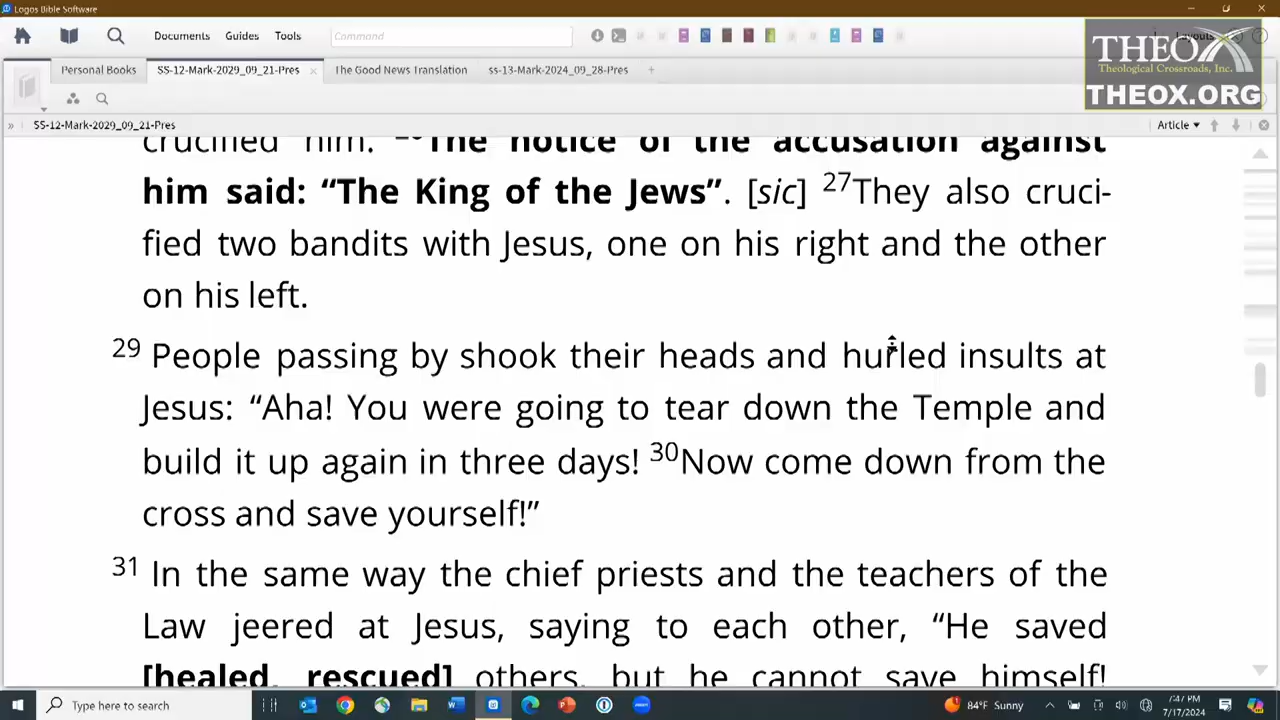 Logos Bible Software
Documents Guides Tools Command
THEOX
Theological Crossroads, Inc.
THEOX.ORG
Personal Books SS-12-Mark-2029_09_21-Pres The Good News Translation ss-13-Mark-2024_09_28-Pres +
» SS-12-Mark-2029_09_21-Pres Article
crucified him. The notice of the accusation against
him said: “The King of the Jews”. [sic] 27They also cruci-
fied two bandits with Jesus, one on his right and the other
on his left.
29 People passing by shook their heads and hurled insults at
Jesus: “Aha! You were going to tear down the Temple and
build it up again in three days! 30Now come down from the
cross and save yourself!”
31 In the same way the chief priests and the teachers of the
Law jeered at Jesus, saying to each other, “He saved
[healed, rescued] others, but he cannot save himself!
Type here to search
84°F Sunny
7:47 PM
7/17/2024